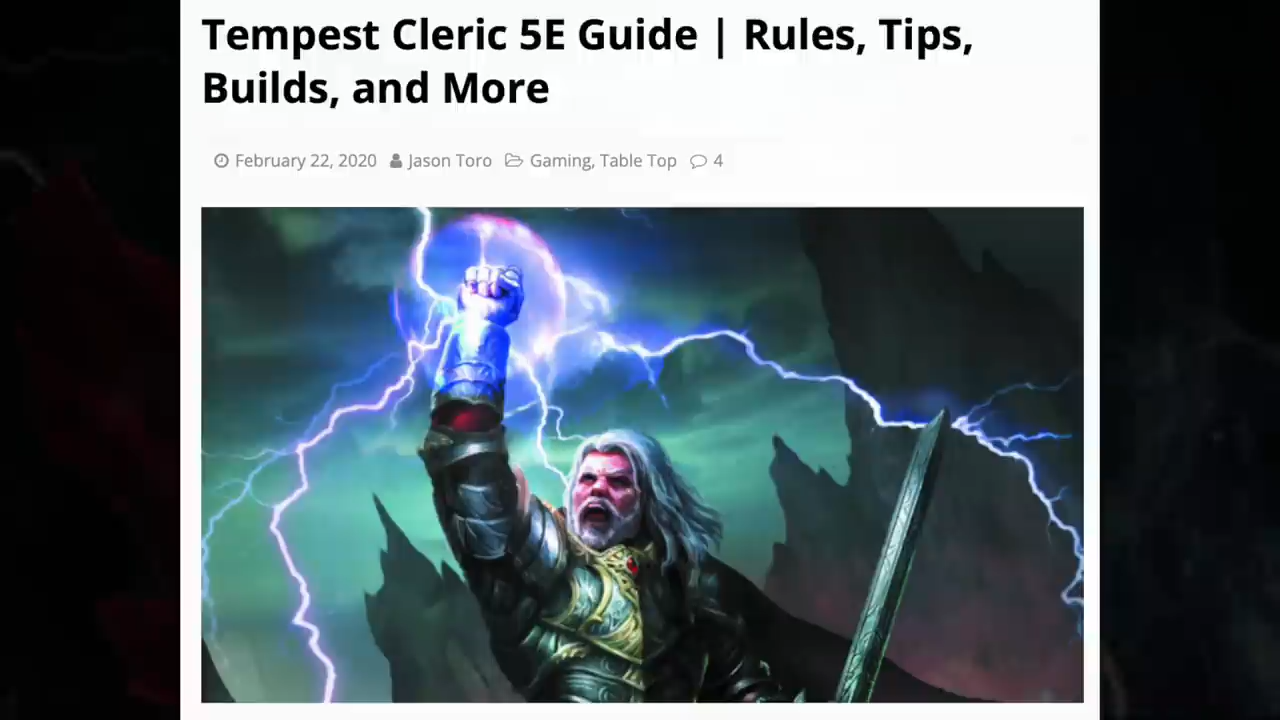 Tempest Cleric 5E Guide | Rules, Tips,
Builds, and More
February 22, 2020 Jason Toro Gaming, Table Top 4